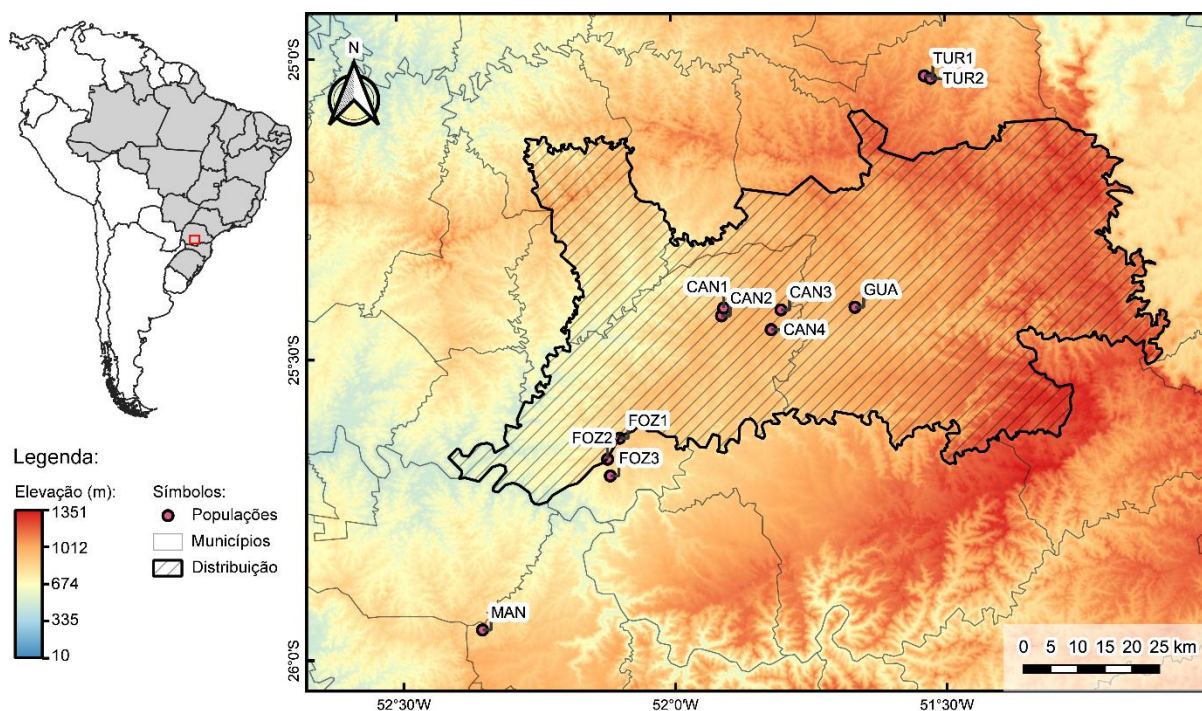 N
25°0'S
25°30'S
26°0'S
TUR1
TUR2
CAN1
CAN2
CAN3
GUA
CAN4
FOZ1
FOZ2
FOZ3
MAN
Legenda:
Elevação (m):
1351
1012
674
335
10
Símbolos:
Populações
Municípios
Distribuição
0 5 10 15 20 25 km
52°30'W
52°0'W
51°30'W